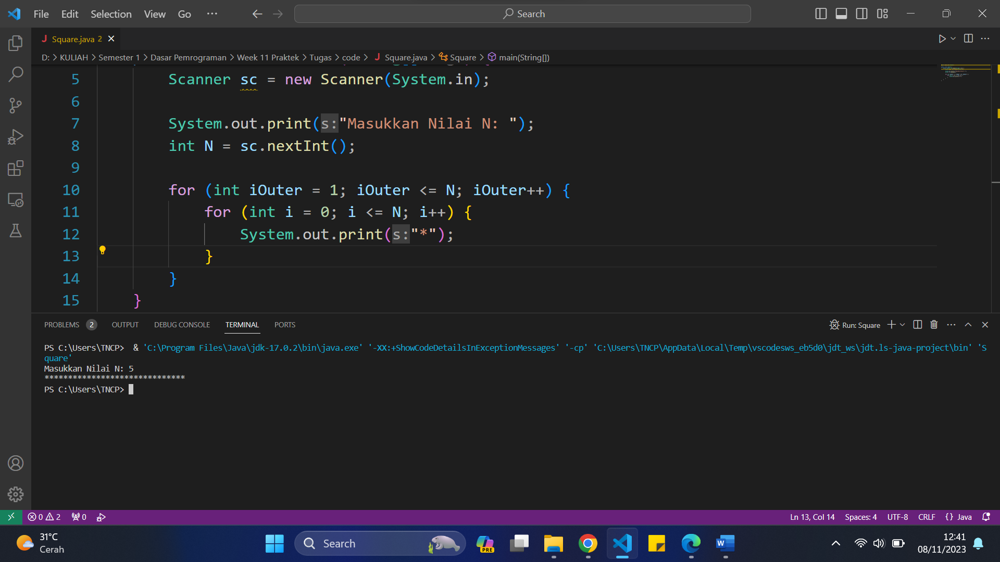 File Edit Selection View Go ··· Search
Square.java 2
D: > KULIAH > Semester 1 > Dasar Pemrograman > Week 11 Praktek > Tugas > code > J Square.java > Square > main(String[])
5 Scanner sc = new Scanner(System.in);
6
7 System.out.print(s:"Masukkan Nilai N: ");
8 int N = sc.nextInt();
9
10 for (int iOuter = 1; iOuter <= N; iOuter++) {
11 for (int i = 0; i <= N; i++) {
12 System.out.print(s:"*");
13 }
14 }
15 }
PROBLEMS 2 OUTPUT DEBUG CONSOLE TERMINAL PORTS Run: Square
PS C:\Users\TNCP> & 'C:\Program Files\Java\jdk-17.0.2\bin\java.exe' '-XX:+ShowCodeDetailsInExceptionMessages' '-cp' 'C:\Users\TNCP\AppData\Local\Temp\vscodesws_eb5d0\jdt_ws\jdt.ls-java-project\bin' 'S
quare'
Masukkan Nilai N: 5
******************************
PS C:\Users\TNCP>
0 2 0 Ln 13, Col 14 Spaces: 4 UTF-8 CRLF {} Java
31°C
Cerah
Search
PRE
12:41
08/11/2023